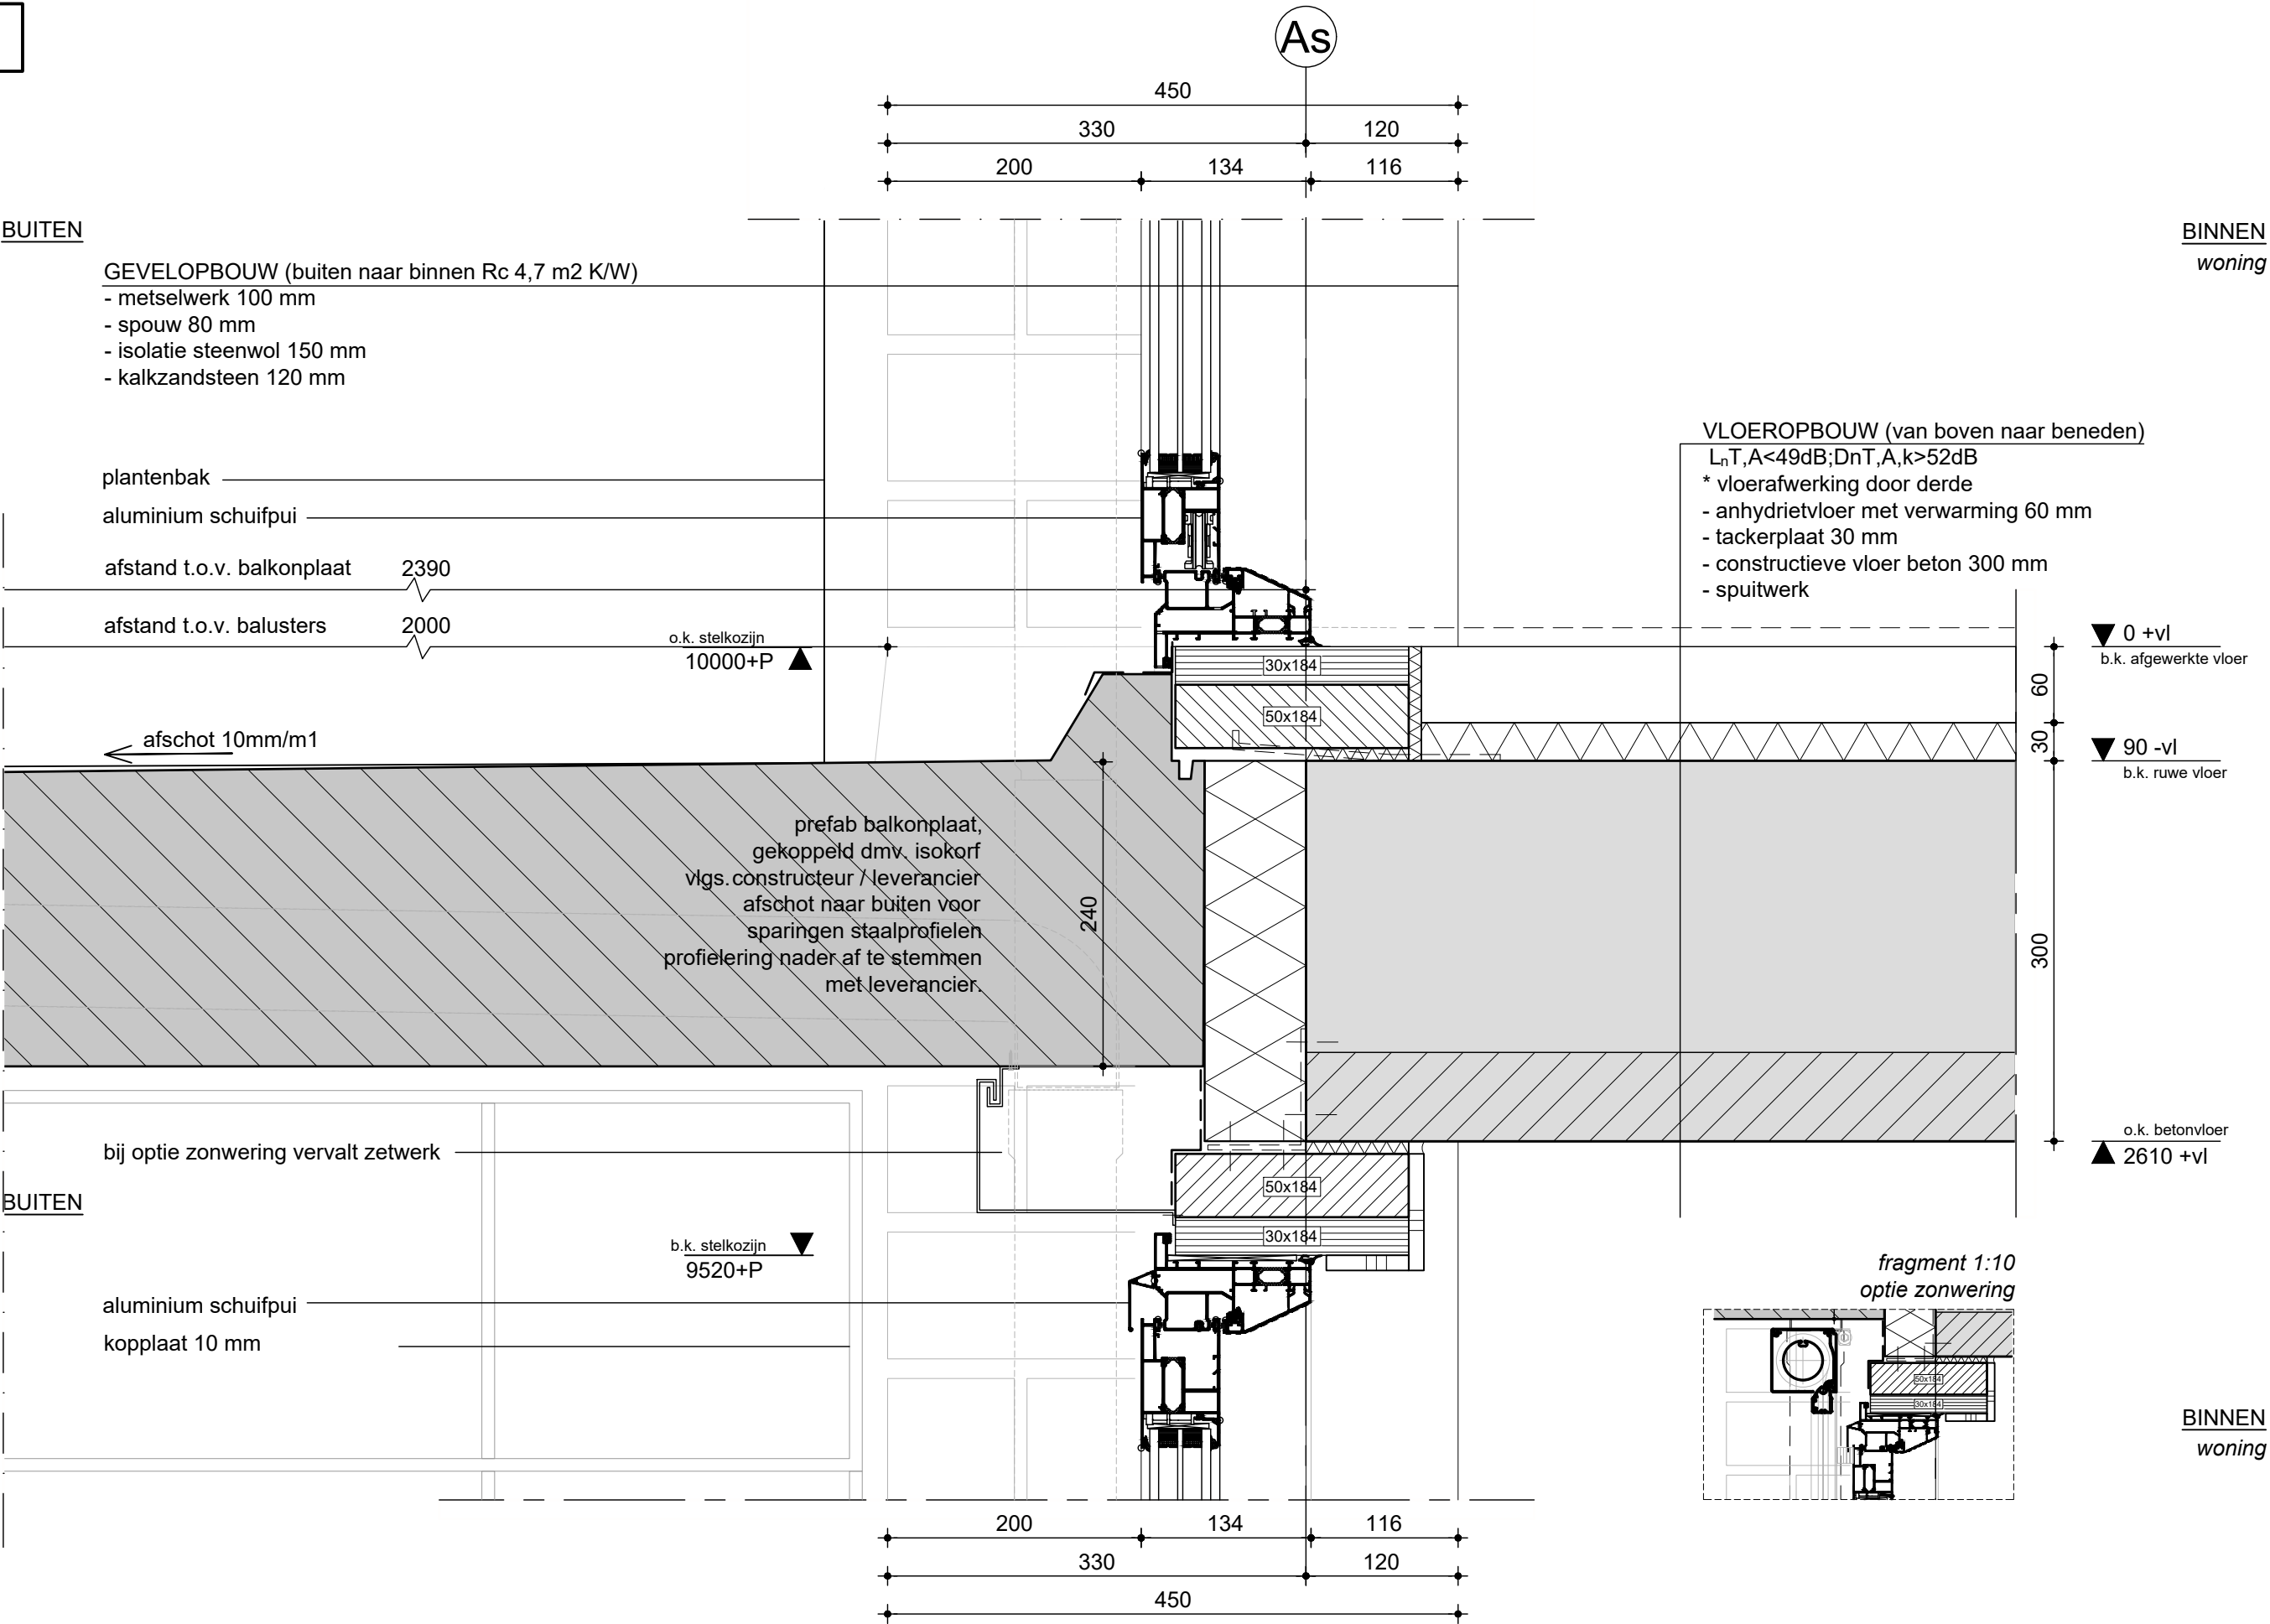 As
450
330 120
200 134 116
BUITEN
BINNEN
woning
GEVELOPBOUW (buiten naar binnen Rc 4,7 m2 K/W)
- metselwerk 100 mm
- spouw 80 mm
- isolatie steenwol 150 mm
- kalkzandsteen 120 mm
plantenbak
aluminium schuifpui
afstand t.o.v. balkonplaat 2390
afstand t.o.v. balusters 2000
o.k. stelkozijn
10000+P
afschot 10mm/m1
VLOEROPBOUW (van boven naar beneden)
LnT,A<49dB;DnT,A,k>52dB
* vloerafwerking door derde
- anhydrietvloer met verwarming 60 mm
- tackerplaat 30 mm
- constructieve vloer beton 300 mm
- spuitwerk
0 +vl
b.k. afgewerkte vloer
60
30
90 -vl
b.k. ruwe vloer
300
o.k. betonvloer
2610 +vl
30x184
50x184
prefab balkonplaat,
gekoppeld dmv. isokorf
vlgs.constructeur / leverancier
afschot naar buiten voor
sparingen staalprofielen
profielering nader af te stemmen
met leverancier.
240
bij optie zonwering vervalt zetwerk
BUITEN
50x184
30x184
b.k. stelkozijn
9520+P
aluminium schuifpui
kopplaat 10 mm
fragment 1:10
optie zonwering
50x184
30x184
BINNEN
woning
200 134 116
330 120
450